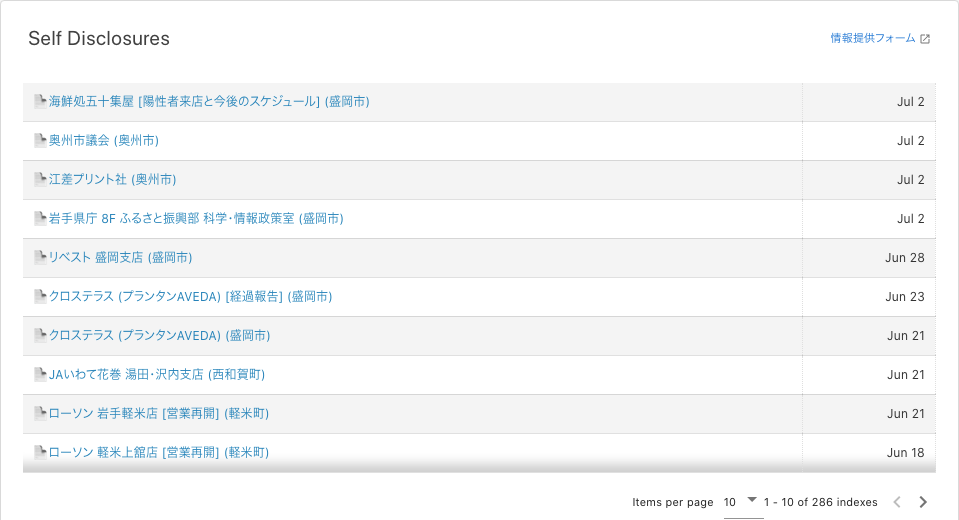 Self Disclosures
情報提供フォーム
海鮮処五十集屋 [陽性者来店と今後のスケジュール] (盛岡市) Jul 2
奥州市議会 (奥州市) Jul 2
江差プリント社 (奥州市) Jul 2
岩手県庁 8F ふるさと振興部 科学・情報政策室 (盛岡市) Jul 2
リベスト 盛岡支店 (盛岡市) Jun 28
クロステラス (プランタンAVEDA) [経過報告] (盛岡市) Jun 23
クロステラス (プランタンAVEDA) (盛岡市) Jun 21
JAいわて花巻 湯田・沢内支店 (西和賀町) Jun 21
ローソン 岩手軽米店 [営業再開] (軽米町) Jun 21
ローソン 軽米上舘店 [営業再開] (軽米町) Jun 18
Items per page 10 1 - 10 of 286 indexes